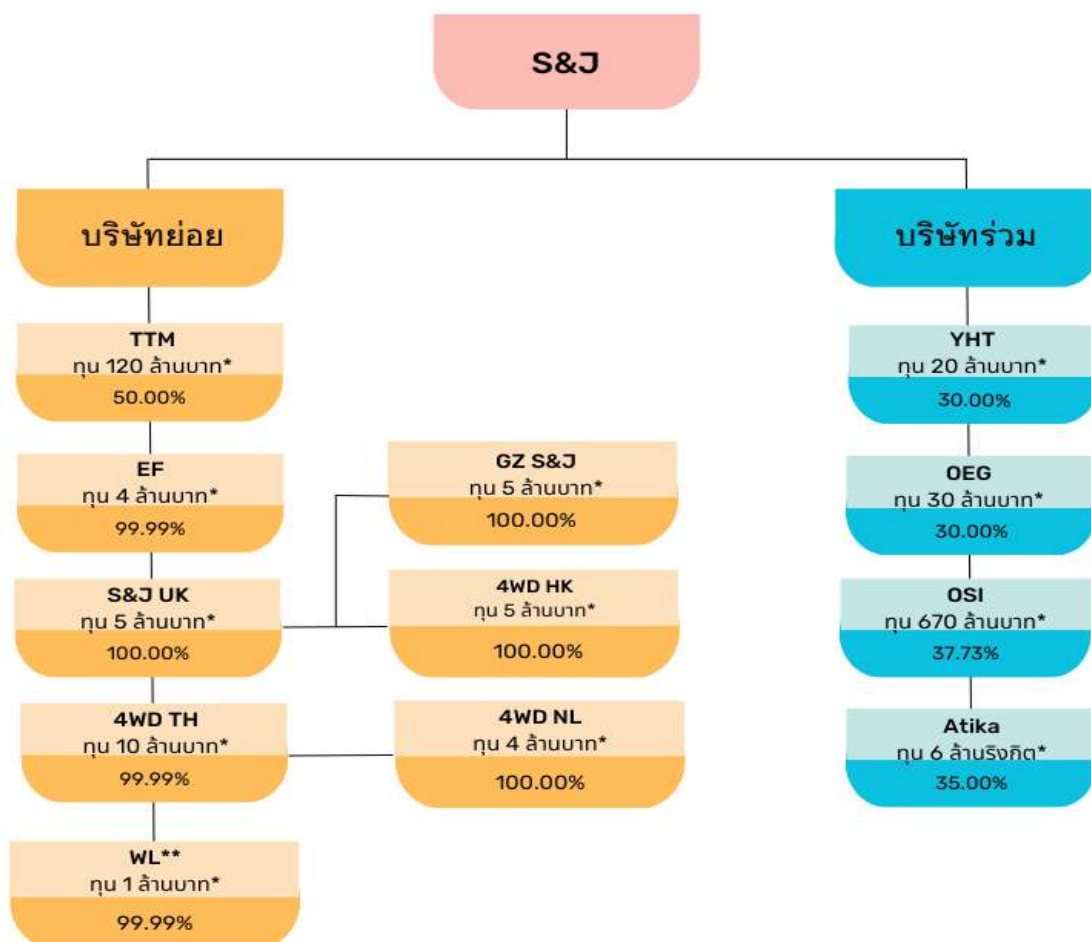 S&J
บริษัทย่อย
บริษัทร่วม
TTM
ทุน 120 ล้านบาท*
50.00%
EF
ทุน 4 ล้านบาท*
99.99%
S&J UK
ทุน 5 ล้านบาท*
100.00%
4WD TH
ทุน 10 ล้านบาท*
99.99%
WL**
ทุน 1 ล้านบาท*
99.99%
GZ S&J
ทุน 5 ล้านบาท*
100.00%
4WD HK
ทุน 5 ล้านบาท*
100.00%
4WD NL
ทุน 4 ล้านบาท*
100.00%
YHT
ทุน 20 ล้านบาท*
30.00%
OEG
ทุน 30 ล้านบาท*
30.00%
OSI
ทุน 670 ล้านบาท*
37.73%
Atika
ทุน 6 ล้านริงกิต*
35.00%